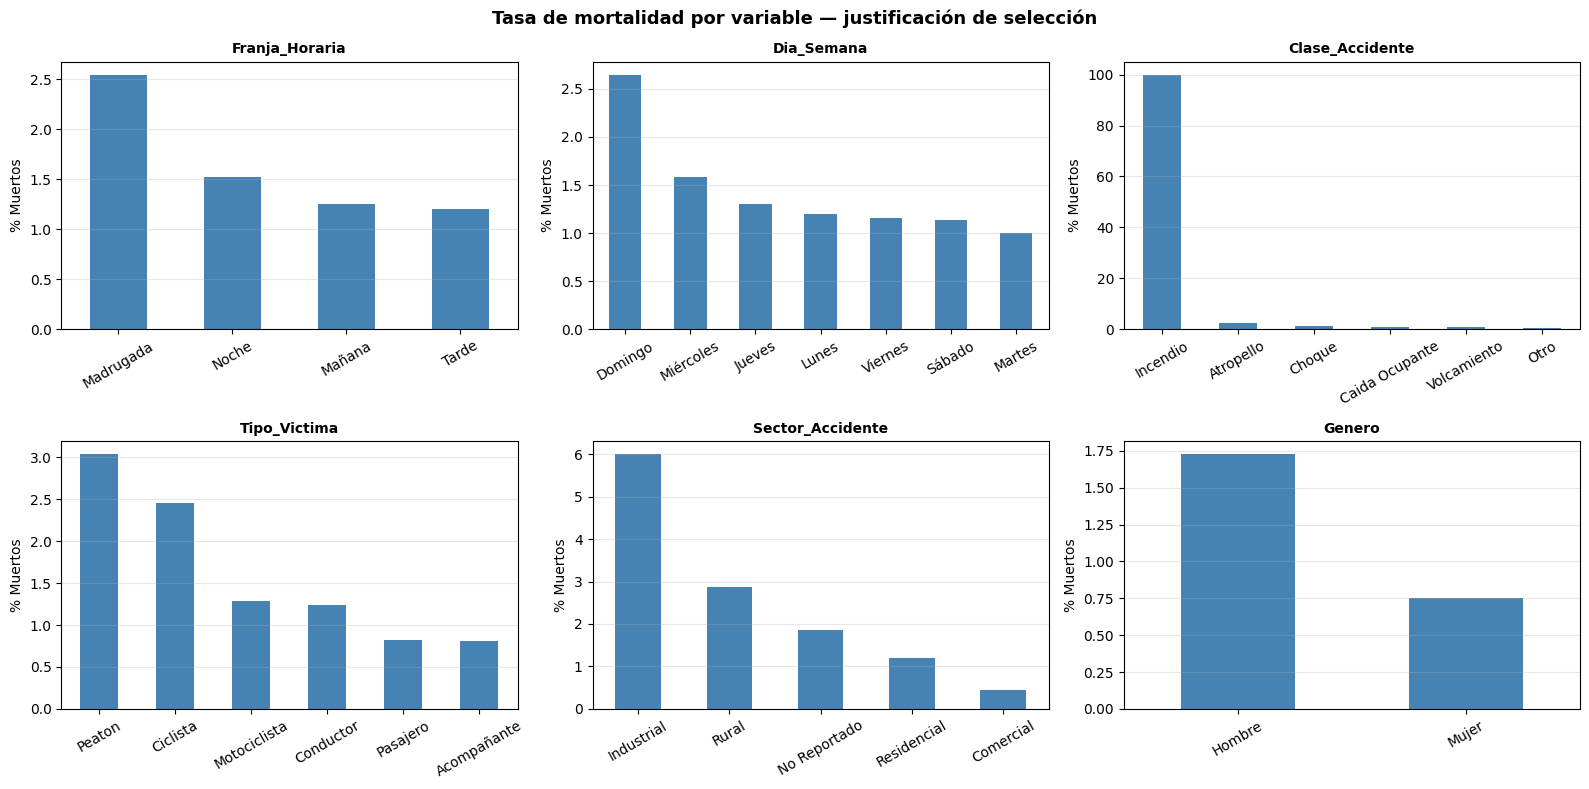 Tasa de mortalidad por variable — justificación de selección
Franja_Horaria
% Muertos
2.5
2.0
1.5
1.0
0.5
0.0
Madrugada
Noche
Mañana
Tarde
Dia_Semana
% Muertos
2.5
2.0
1.5
1.0
0.5
0.0
Domingo
Miércoles
Jueves
Lunes
Viernes
Sábado
Martes
Clase_Accidente
% Muertos
100
80
60
40
20
0
Incendio
Atropello
Choque
Caida Ocupante
Volcamiento
Otro
Tipo_Victima
% Muertos
3.0
2.5
2.0
1.5
1.0
0.5
0.0
Peaton
Ciclista
Motociclista
Conductor
Pasajero
Acompañante
Sector_Accidente
% Muertos
6
5
4
3
2
1
0
Industrial
Rural
No Reportado
Residencial
Comercial
Genero
% Muertos
1.75
1.50
1.25
1.00
0.75
0.50
0.25
0.00
Hombre
Mujer